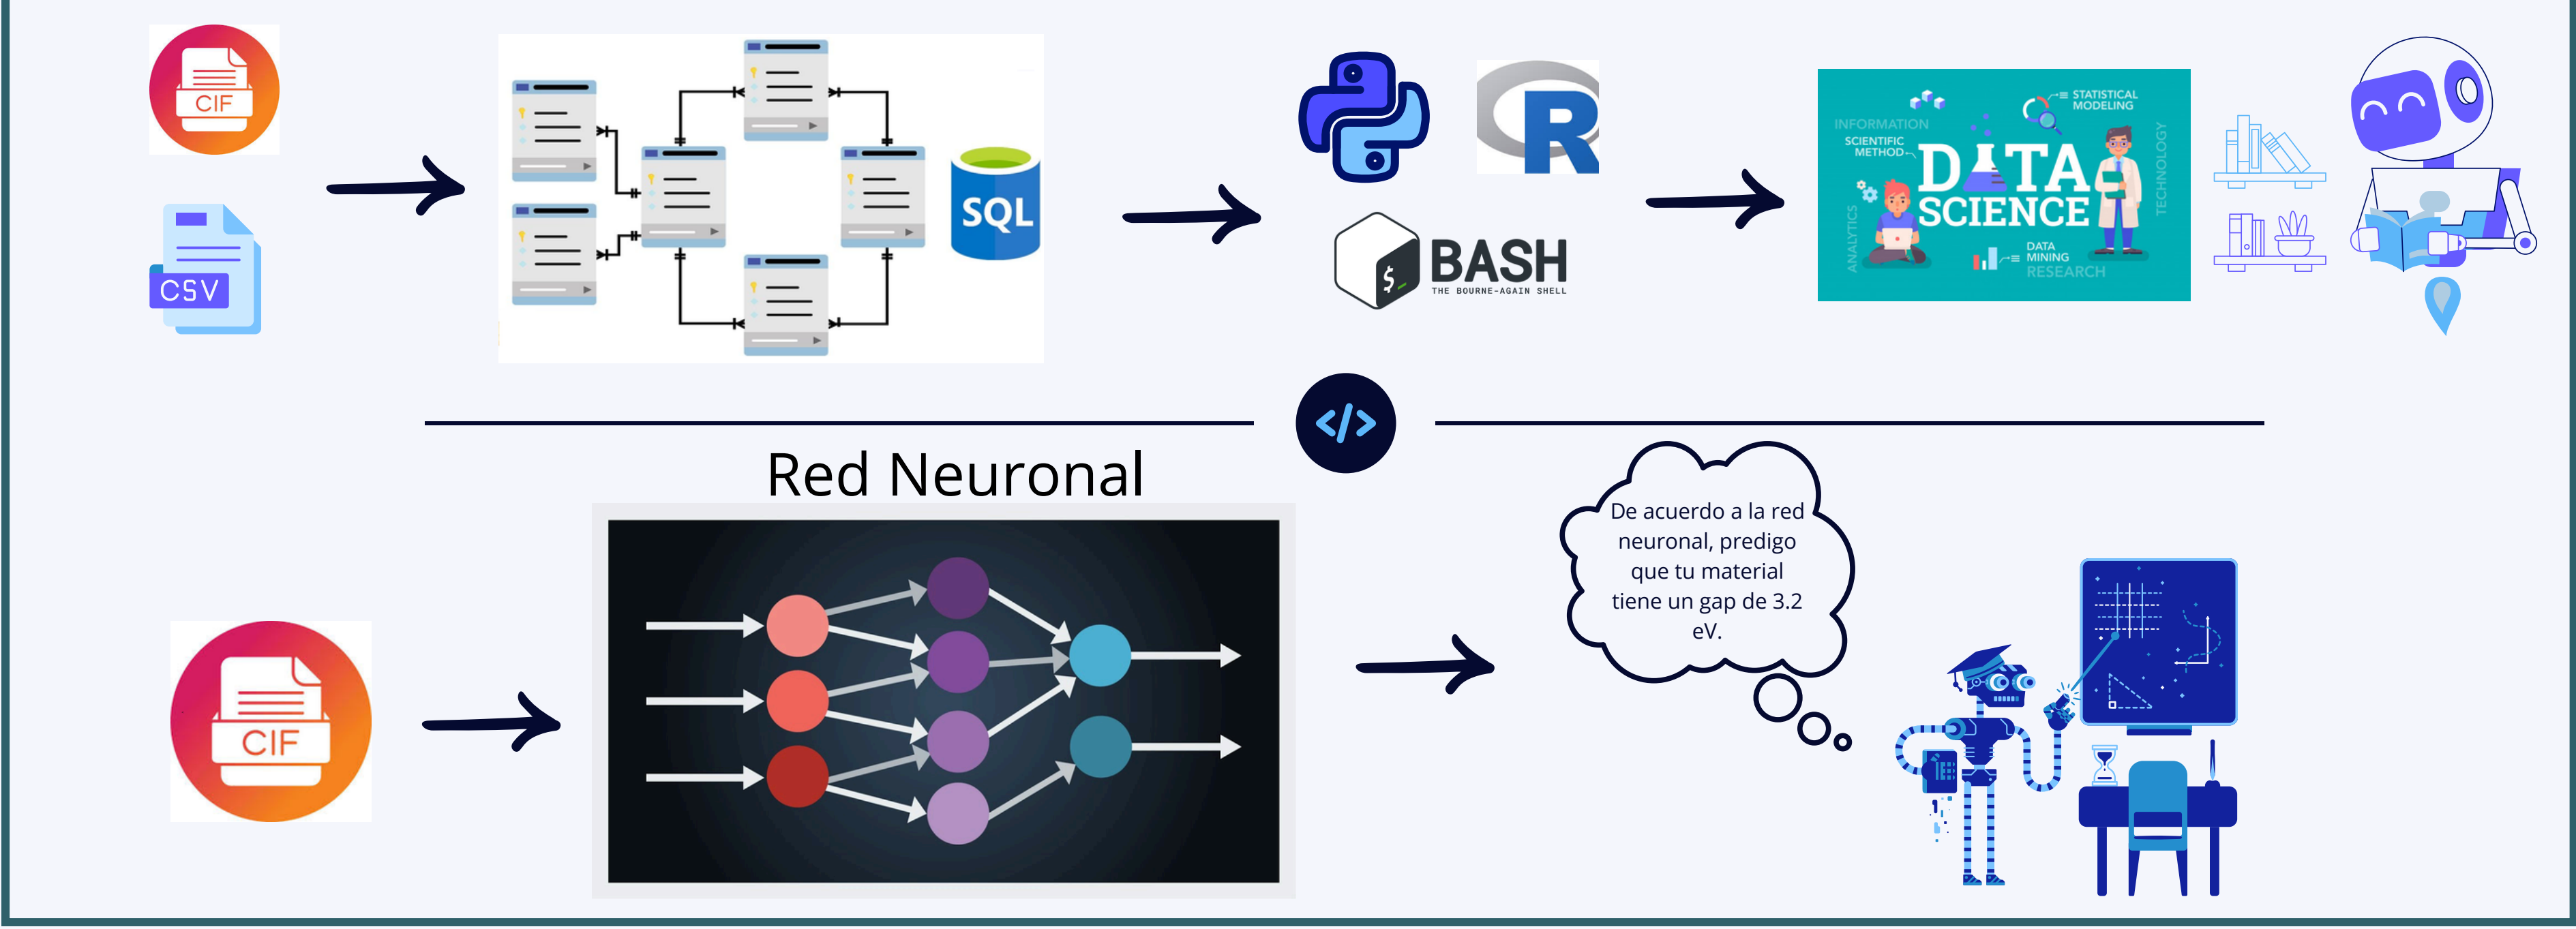 CIF
CSV
SQL
R
$_
BASH
THE BOURNE-AGAIN SHELL
STATISTICAL
MODELING
INFORMATION
SCIENTIFIC
METHOD
DATA
SCIENCE
TECHNOLOGY
ANALYTICS
DATA
MINING
RESEARCH
</>
Red Neuronal
CIF
De acuerdo a la red
neuronal, predigo
que tu material
tiene un gap de 3.2
eV.